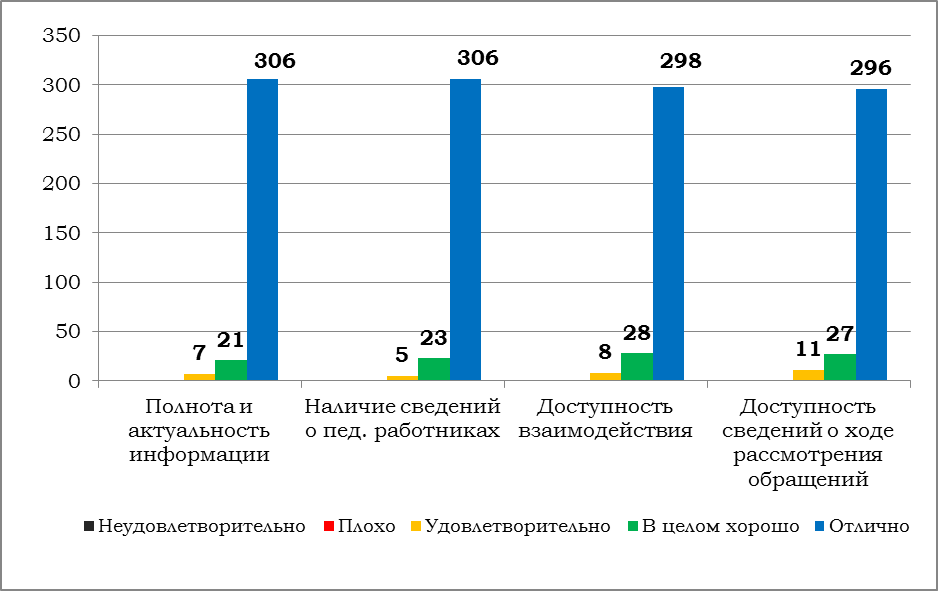 350
300
250
200
150
100
50
0
306
306
298
296
7
21
5
23
8
28
11
27
Полнота и
актуальность
информации
Наличие сведений
о пед. работниках
Доступность
взаимодействия
Доступность
сведений о ходе
рассмотрения
обращений
Неудовлетворительно
Плохо
Удовлетворительно
В целом хорошо
Отлично